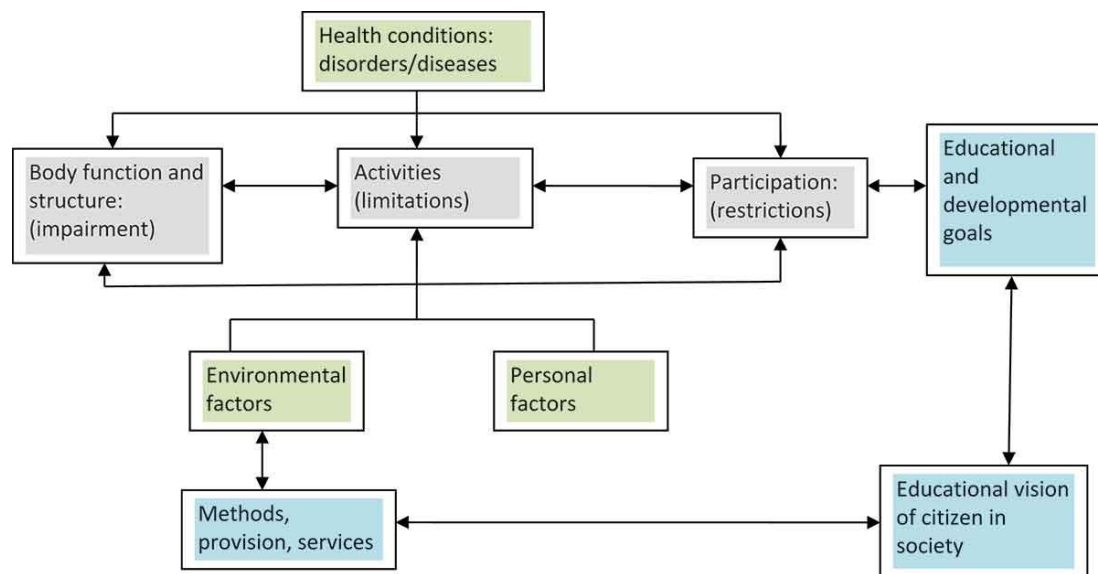 Health conditions:
disorders/diseases
Body function and
structure:
(impairment)
Activities
(limitations)
Participation:
(restrictions)
Educational
and
developmental
goals
Environmental
factors
Personal
factors
Methods,
provision, services
Educational vision
of citizen in
society